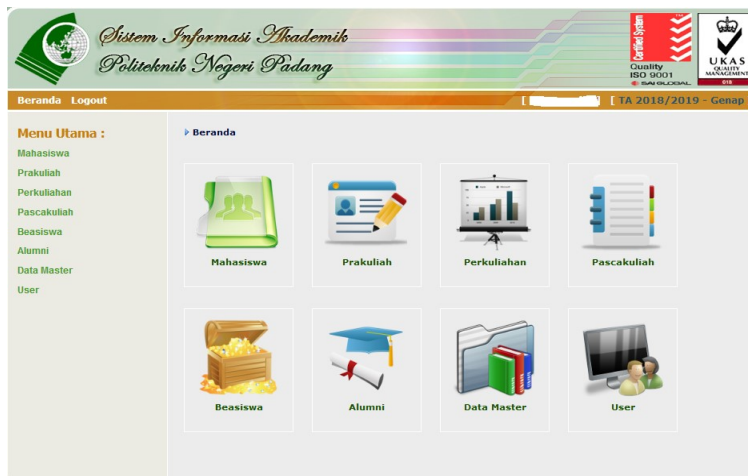 Sistem Informasi Akademik
Politeknik Negeri Padang
Certified System
Quality
ISO 9001
SAI GLOBAL
UKAS
QUALITY
MANAGEMENT
018
Beranda Logout
[ [ TA 2018/2019 - Genap
Menu Utama :
Mahasiswa
Prakuliah
Perkuliahan
Pascakuliah
Beasiswa
Alumni
Data Master
User
Beranda
Mahasiswa
Prakuliah
Perkuliahan
Pascakuliah
Beasiswa
Alumni
Data Master
User